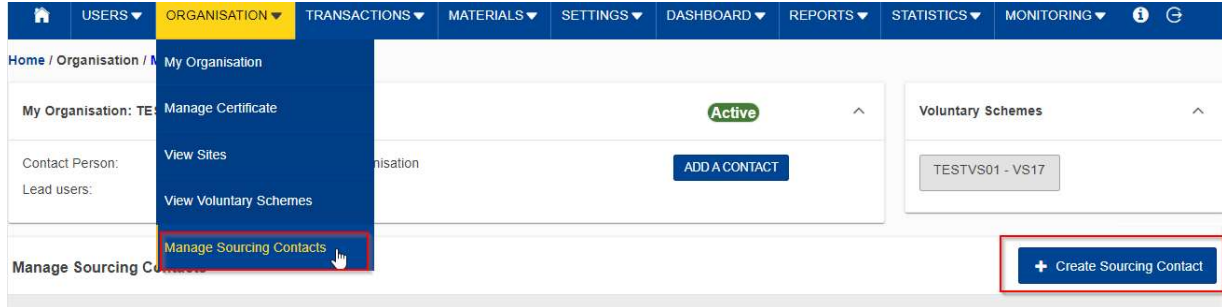 USERS ORGANISATION TRANSACTIONS MATERIALS SETTINGS DASHBOARD REPORTS STATISTICS MONITORING
Home / Organisation /
My Organisation
My Organisation: TES
Manage Certificate
Active
Voluntary Schemes
Contact Person:
View Sites
nisation
ADD A CONTACT
TESTVS01 - VS17
Lead users:
View Voluntary Schemes
Manage Sourcing Contacts
Manage Sourcing Contacts
+ Create Sourcing Contact